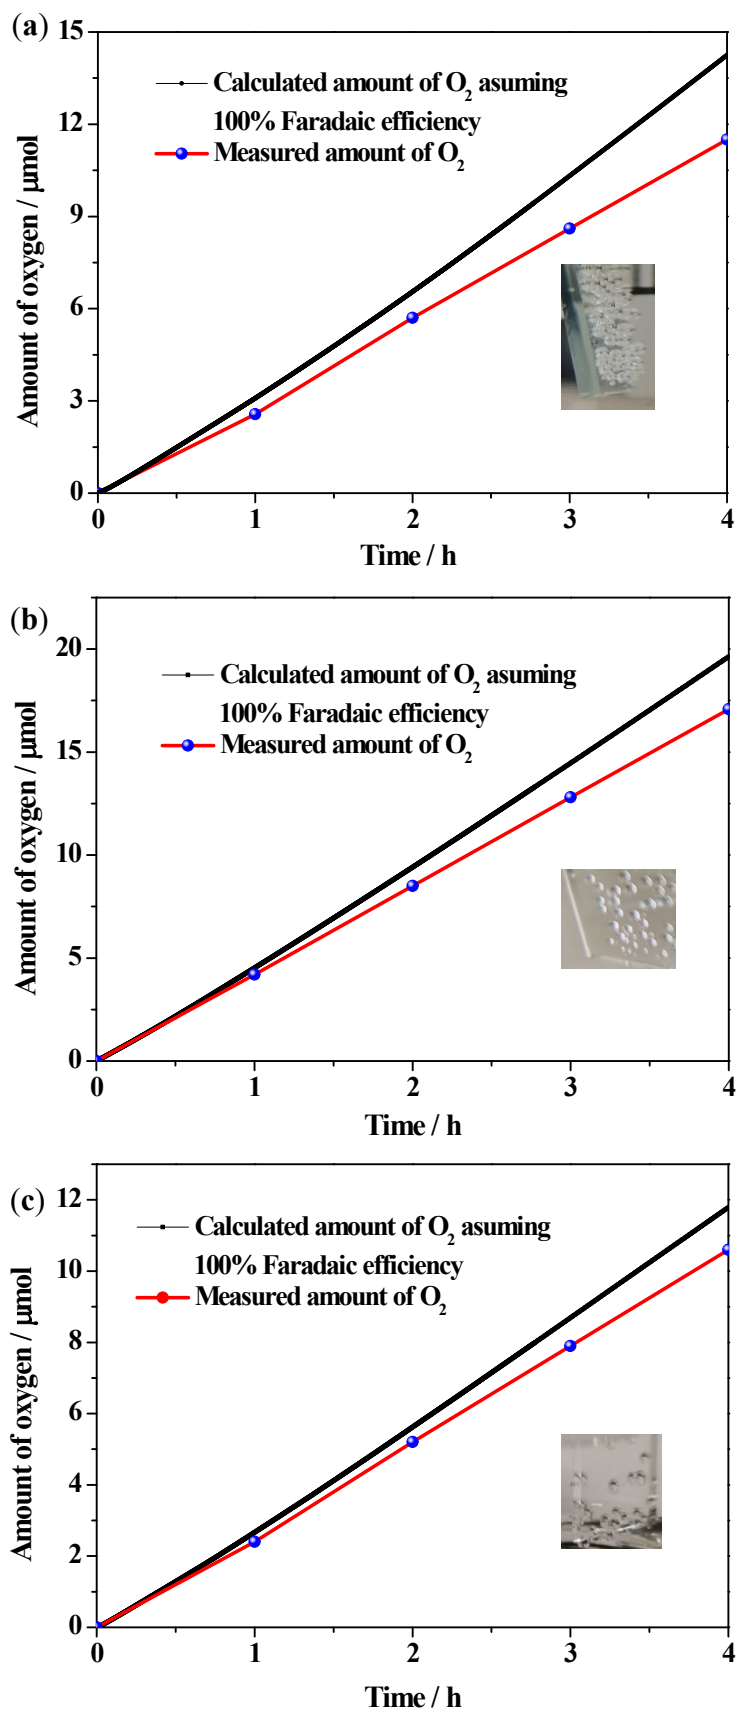 (a)
15
12
9
6
3
0
Amount of oxygen / μmol
Calculated amount of O2 asuming
100% Faradaic efficiency
Measured amount of O2
0 1 2 3 4
Time / h
(b)
20
15
10
5
0
Amount of oxygen / μmol
Calculated amount of O2 asuming
100% Faradaic efficiency
Measured amount of O2
0 1 2 3 4
Time / h
(c)
12
10
8
6
4
2
0
Amount of oxygen / μmol
Calculated amount of O2 asuming
100% Faradaic efficiency
Measured amount of O2
0 1 2 3 4
Time / h